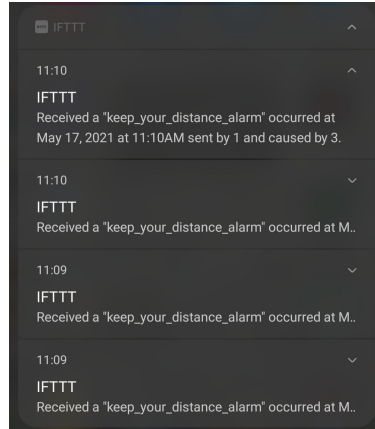 IFTTT
11:10
IFTTT
Received a "keep_your_distance_alarm" occurred at
May 17, 2021 at 11:10AM sent by 1 and caused by 3.
11:10
IFTTT
Received a "keep_your_distance_alarm" occurred at M..
11:09
IFTTT
Received a "keep_your_distance_alarm" occurred at M..
11:09
IFTTT
Received a "keep_your_distance_alarm" occurred at M..